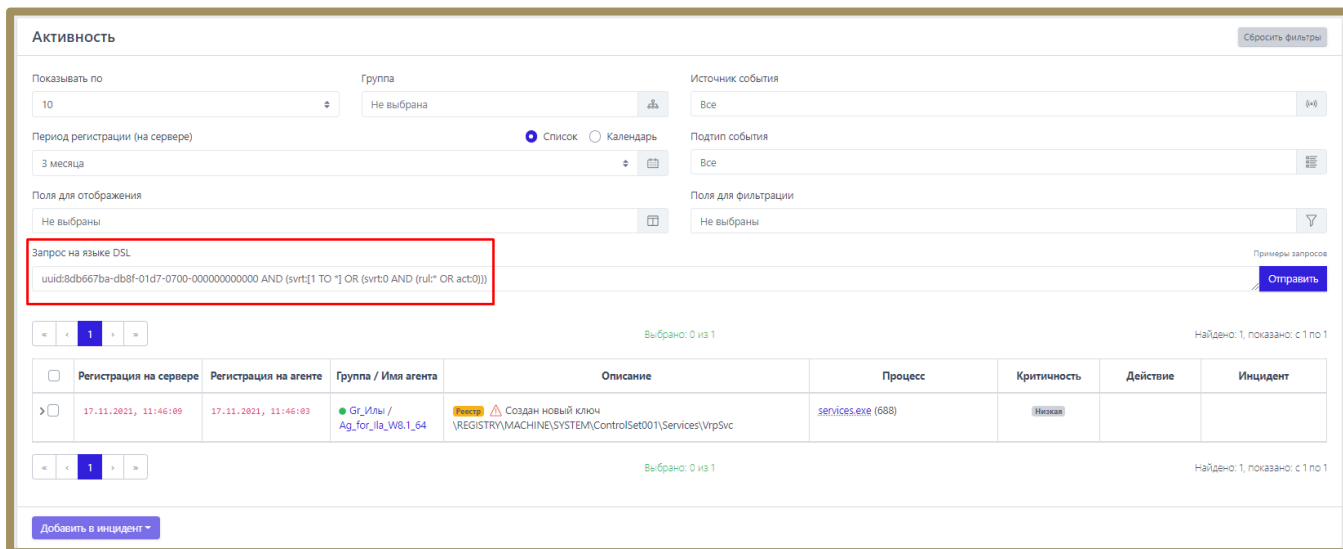 Активность
Сбросить фильтры
Показывать по
Группа
Источник события
10
Не выбрана
Все
Период регистрации (на сервере)
Список
Календарь
Подтип события
3 месяца
Все
Поля для отображения
Поля для фильтрации
Не выбраны
Не выбраны
Запрос на языке DSL
Примеры запросов
uuid:8db667ba-db8f-01d7-0700-000000000000 AND (svrt:[1 TO *] OR (svrt:0 AND (rul:* OR act:0)))
Отправить
« ‹ 1 › »
Выбрано: 0 из 1
Найдено: 1, показано: с 1 по 1
Регистрация на сервере
Регистрация на агенте
Группа / Имя агента
Описание
Процесс
Критичность
Действие
Инцидент
17.11.2021, 11:46:09
17.11.2021, 11:46:03
Gr_Илы /
Ag_for_Ila_W8.1_64
Реестр Создан новый ключ
\REGISTRY\MACHINE\SYSTEM\ControlSet001\Services\VrpSvc
services.exe (688)
Низкая
« ‹ 1 › »
Выбрано: 0 из 1
Найдено: 1, показано: с 1 по 1
Добавить в инцидент